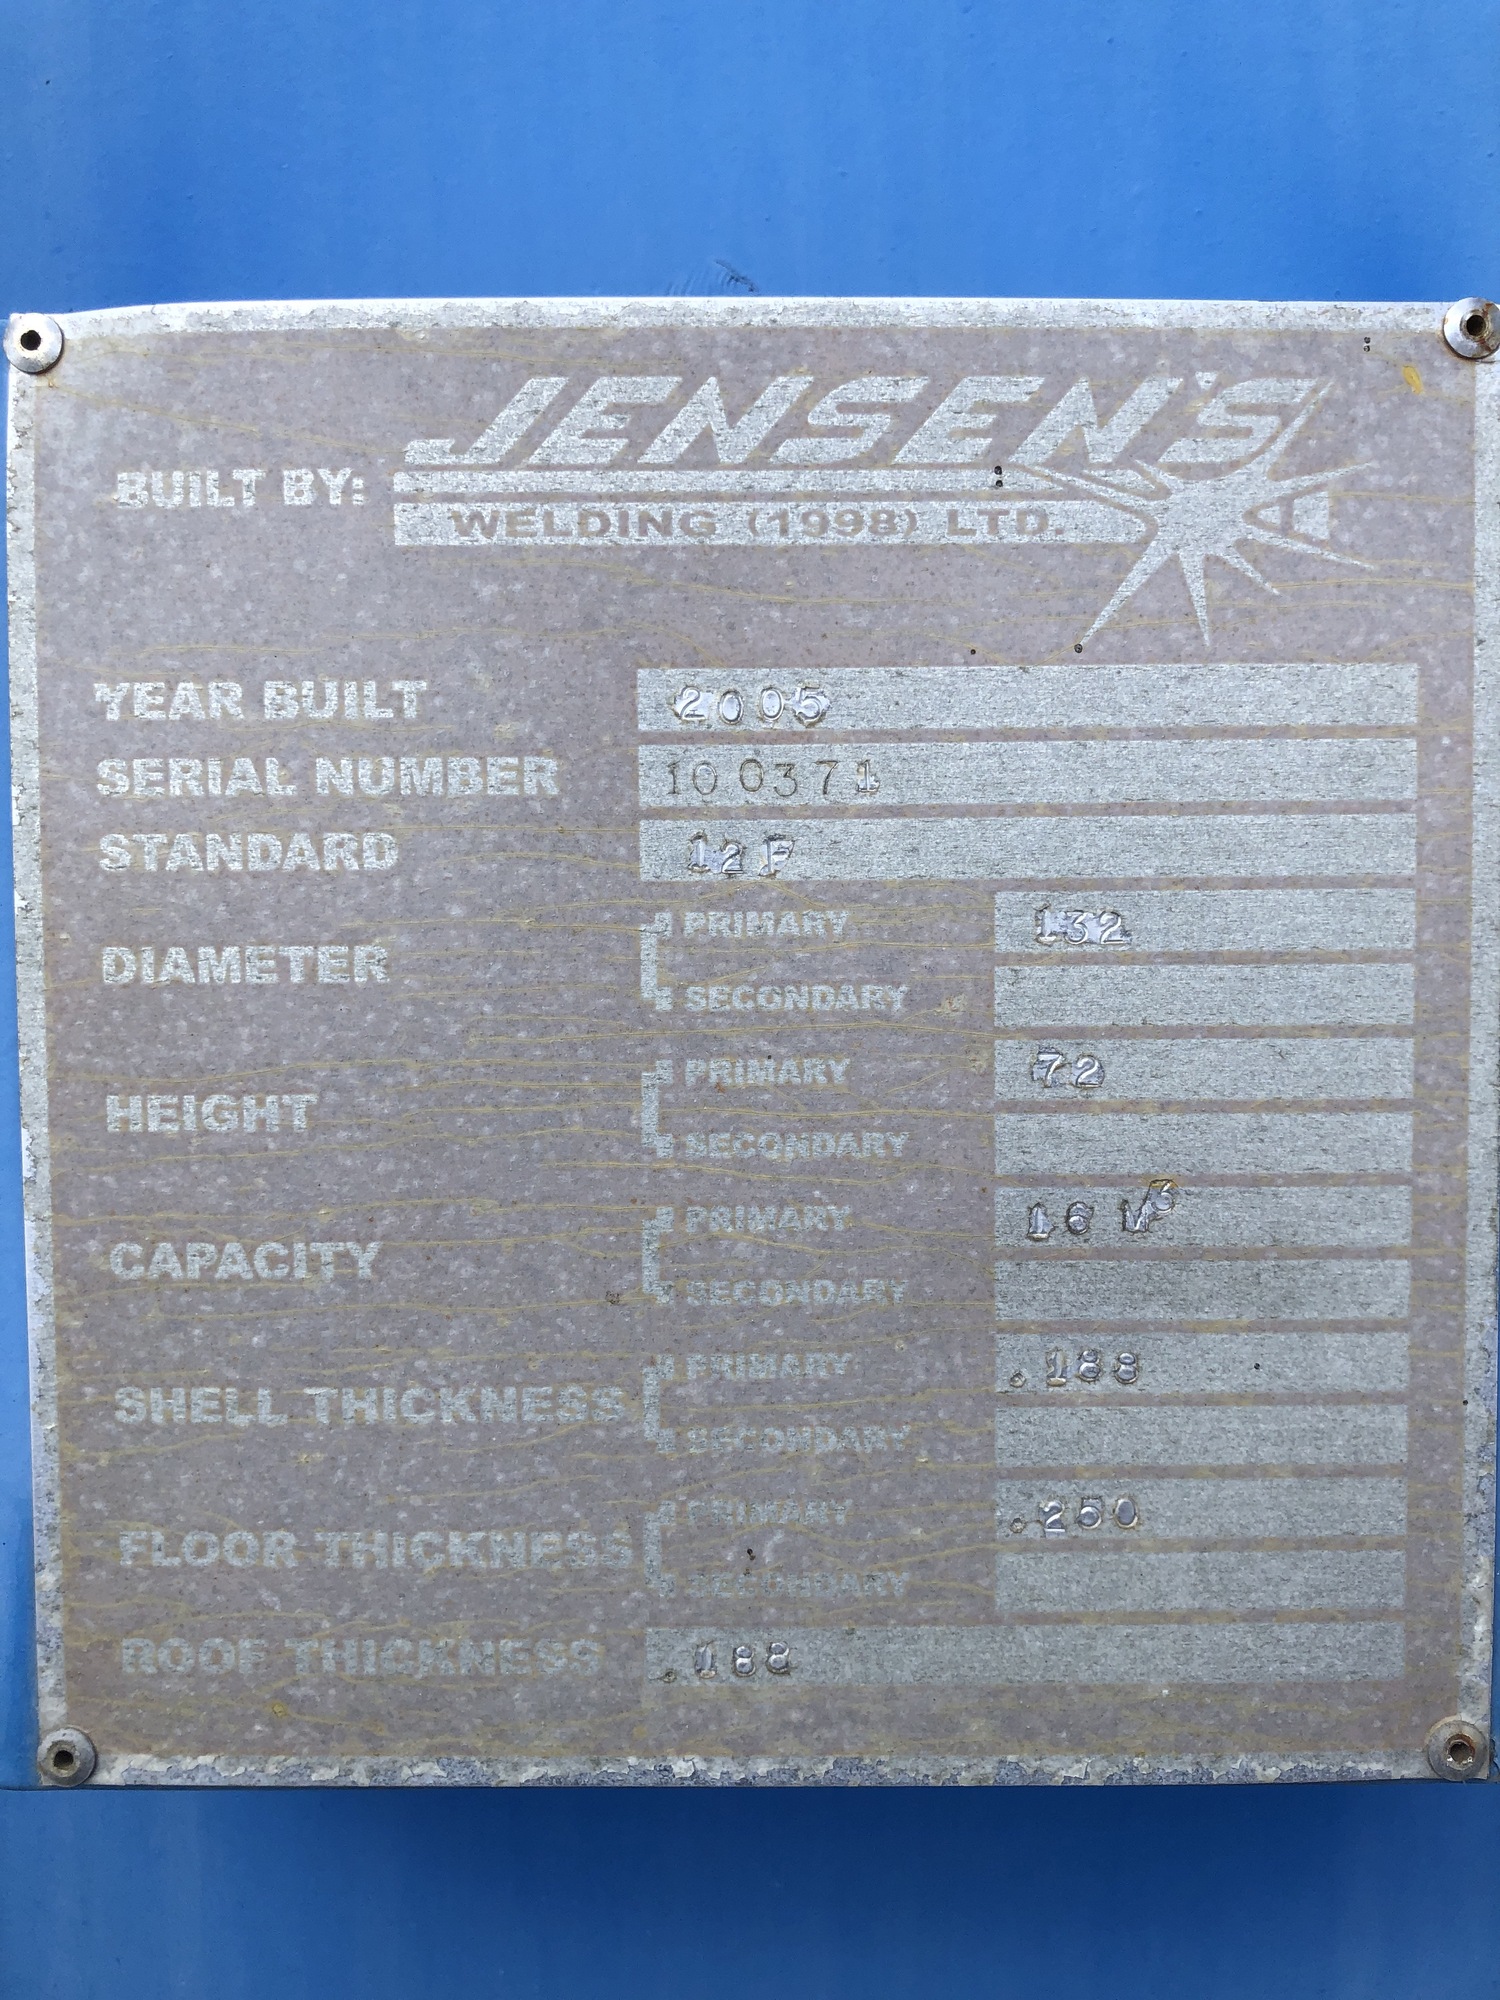 JENSEN'S
BUILT BY:
WELDING (1998) LTD.
YEAR BUILT 2005
SERIAL NUMBER 100371
STANDARD 12F
DIAMETER
PRIMARY 132
SECONDARY
HEIGHT
PRIMARY 72
SECONDARY
CAPACITY
PRIMARY 16 M³
SECONDARY
SHELL THICKNESS
PRIMARY .188
SECONDARY
FLOOR THICKNESS
PRIMARY .250
SECONDARY
ROOF THICKNESS .188